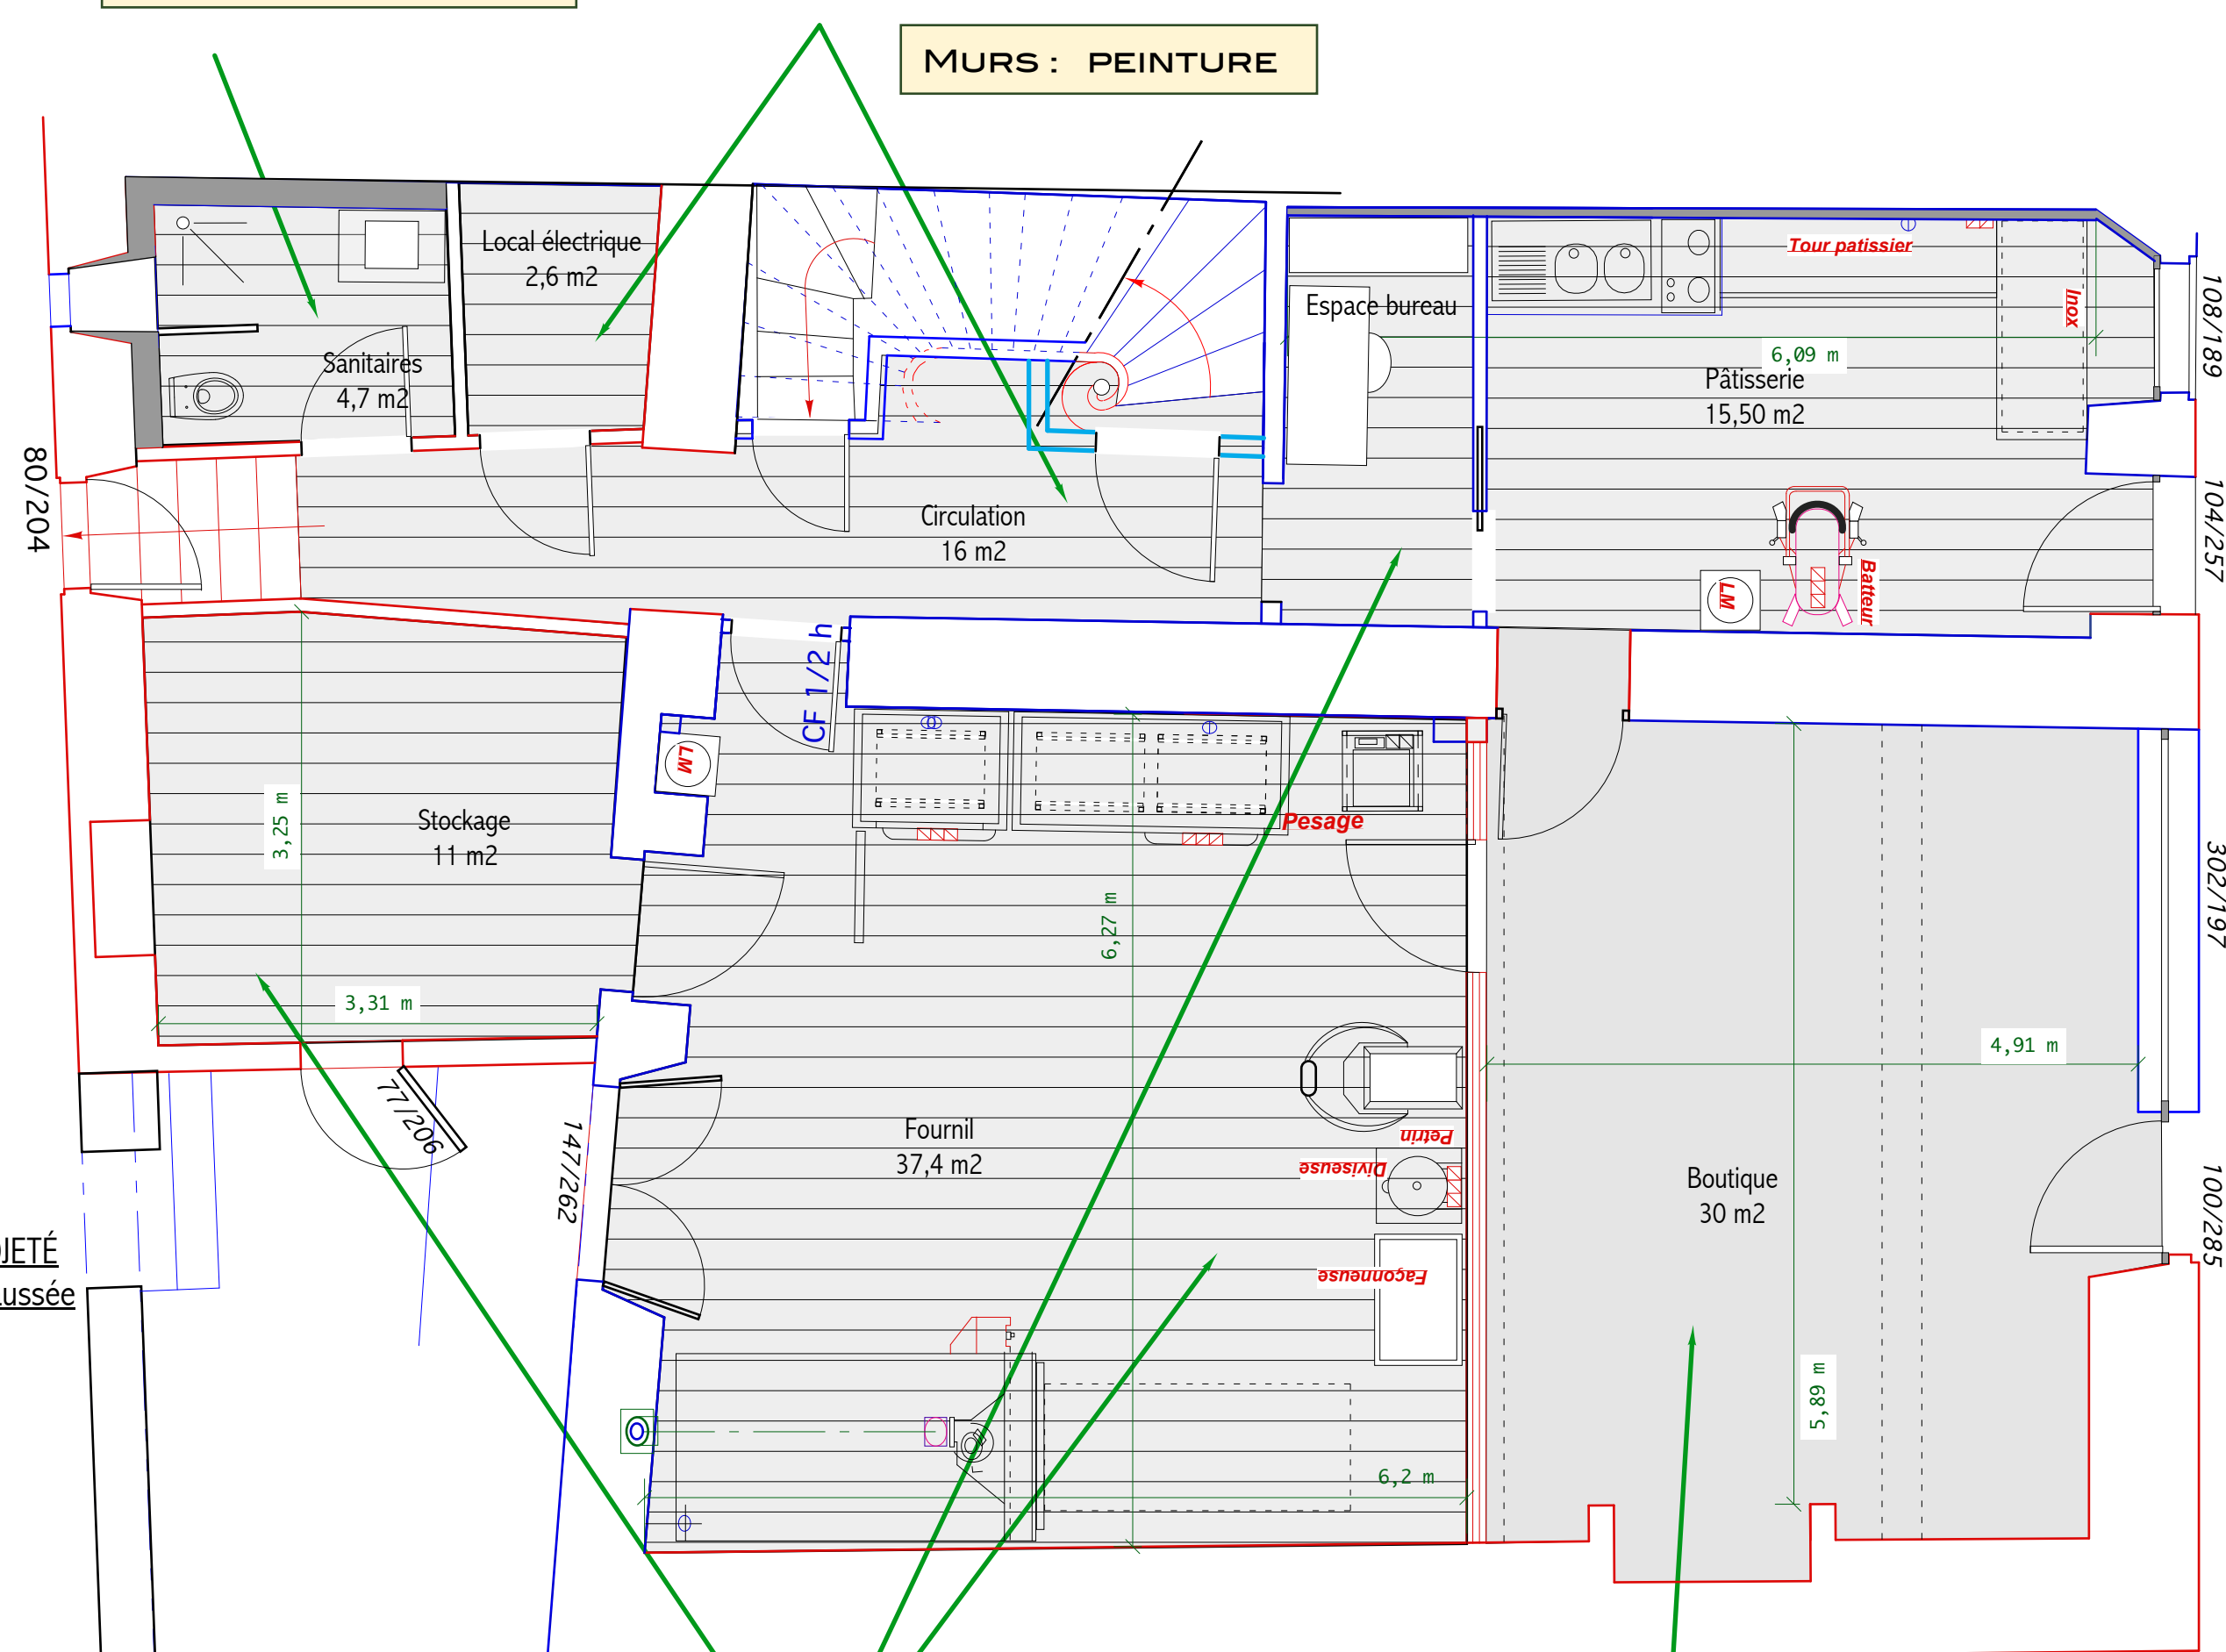 MURS : PEINTURE
Local électrique
2,6 m2
Tour patissier
Inox
108/189
Espace bureau
6,09 m
Pâtisserie
15,50 m2
Sanitaires
4,7 m2
80/204
Circulation
16 m2
104/257
LM
Batteur
CF 1/2 h
LM
Pesage
Stockage
11 m2
3,25 m
302/197
6,27 m
3,31 m
4,91 m
77/206
147/262
Fournil
37,4 m2
Petrin
Diviseuse
Boutique
30 m2
100/285
JETÉ
ussée
Façonneuse
5,89 m
6,2 m